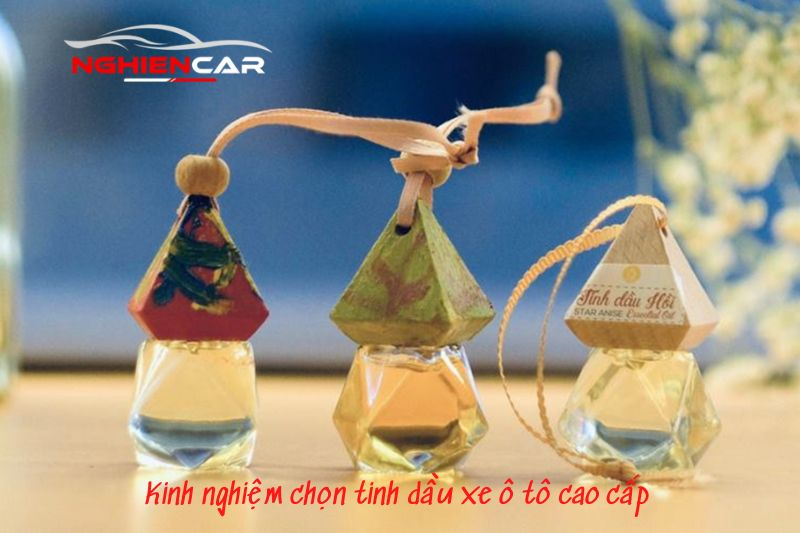 NGHIENCAR
Tinh dầu Hồi
STAR ANISE Essential Oil
Kinh nghiệm chọn tinh dầu xe ô tô cao cấp